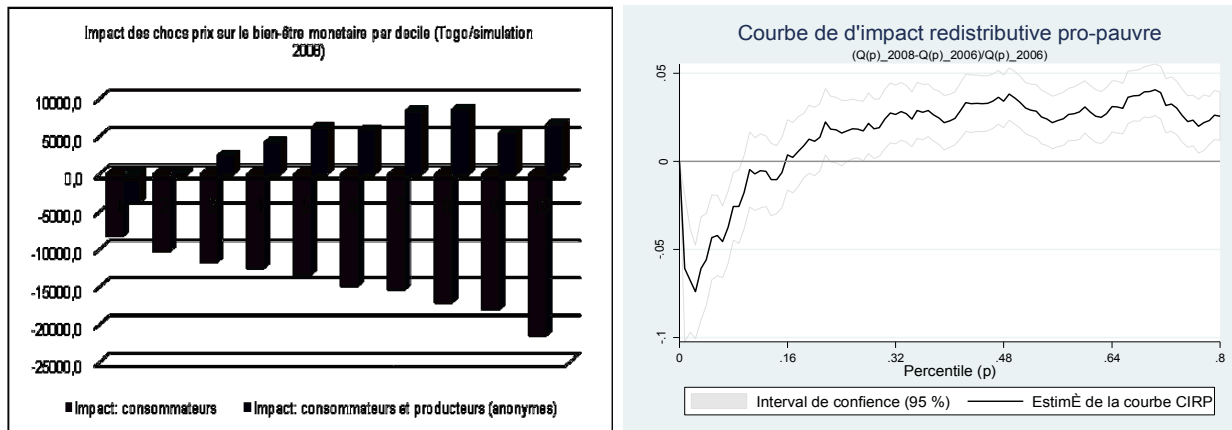 Impact des chocs prix sur le bien-être monetaire par decile (Togo/simulation
2008)
10000,0
5000,0
0,0
-5000,0
-10000,0
-15000,0
-20000,0
-25000,0
Impact: consommateurs
Impact: consommateurs et producteurs (anonymes)
Courbe de d'impact redistributive pro-pauvre
(Q(p)_2008-Q(p)_2006)/Q(p)_2006)
.05
0
-.05
-.1
0 .16 .32 .48 .64 .8
Percentile (p)
Interval de confience (95 %)
EstimÈ de la courbe CIRP